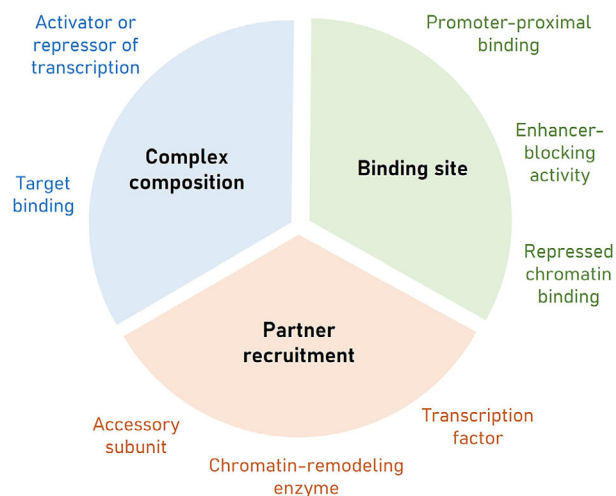 Activator or
repressor of
transcription
Target
binding
Complex
composition
Promoter-proximal
binding
Enhancer-
blocking
activity
Repressed
chromatin
binding
Binding site
Partner
recruitment
Accessory
subunit
Chromatin-remodeling
enzyme
Transcription
factor